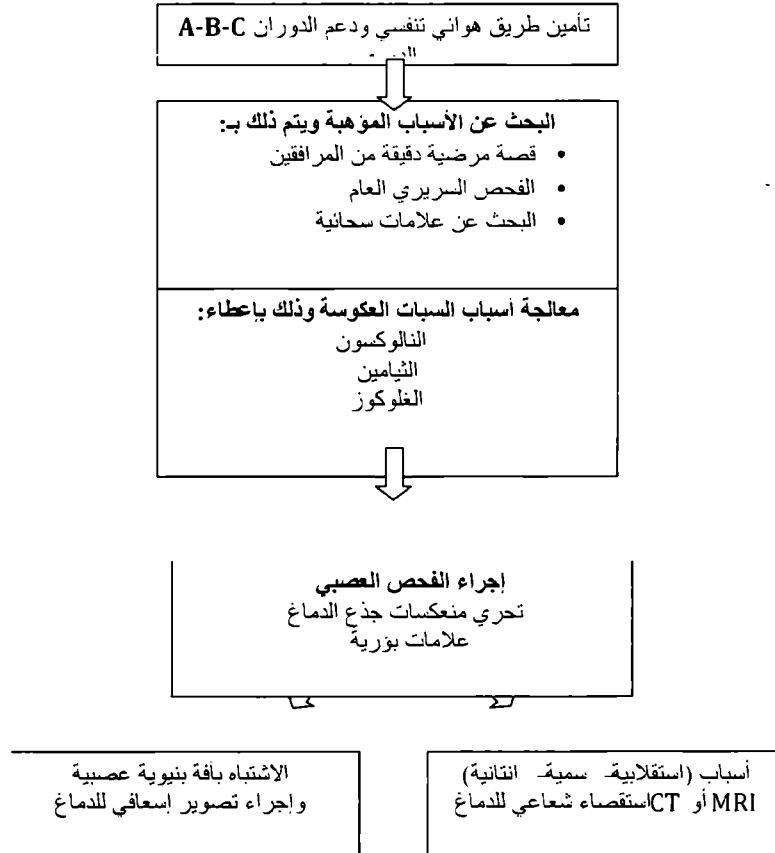 تأمين طريق هوائي تنفسي ودعم الدوران A-B-C
البحث عن الأسباب المؤهبة ويتم ذلك بـ:
• قصة مرضية دقيقة من المرافقين
• الفحص السريري العام
• البحث عن علامات سحائية
معالجة أسباب السبات العكوسة وذلك بإعطاء:
النالوكسون
الثيامين
الغلوكوز
إجراء الفحص العصبي
تحري منعكسات جذع الدماغ
علامات بؤرية
أسباب (استقلابية- سمية- انتانية)
استقصاء شعاعي للدماغ CT أو MRI
الاشتباه بآفة بنيوية عصبية
وإجراء تصوير إسعافي للدماغ